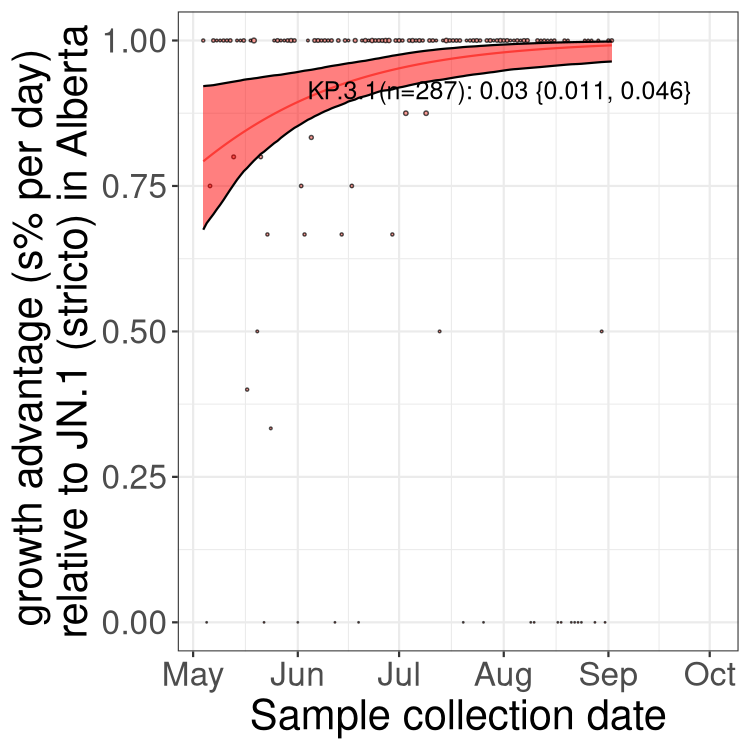 growth advantage (s% per day)
relative to JN.1 (stricto) in Alberta
1.00
0.75
0.50
0.25
0.00
KP.3.1(n=287): 0.03 {0.011, 0.046}
May Jun Jul Aug Sep Oct
Sample collection date